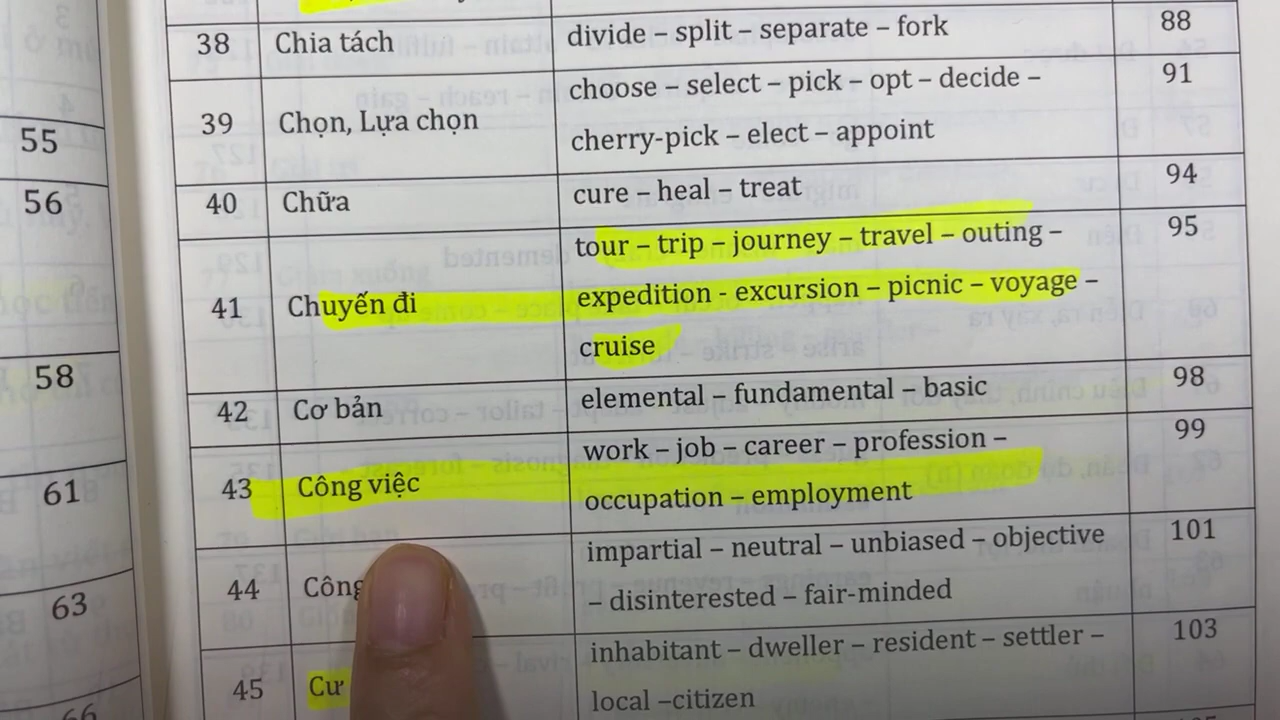 38 Chia tách divide – split – separate – fork 88
39 Chọn, Lựa chọn choose – select – pick – opt – decide – 91
cherry-pick – elect – appoint
40 Chữa cure – heal – treat 94
41 Chuyến đi tour – trip – journey – travel – outing – 95
expedition - excursion – picnic – voyage –
cruise
42 Cơ bản elemental – fundamental – basic 98
43 Công việc work – job – career – profession – 99
occupation – employment
44 Công impartial – neutral – unbiased – objective 101
– disinterested – fair-minded
45 Cư inhabitant – dweller – resident – settler – 103
local –citizen
55
56
58
61
63
66